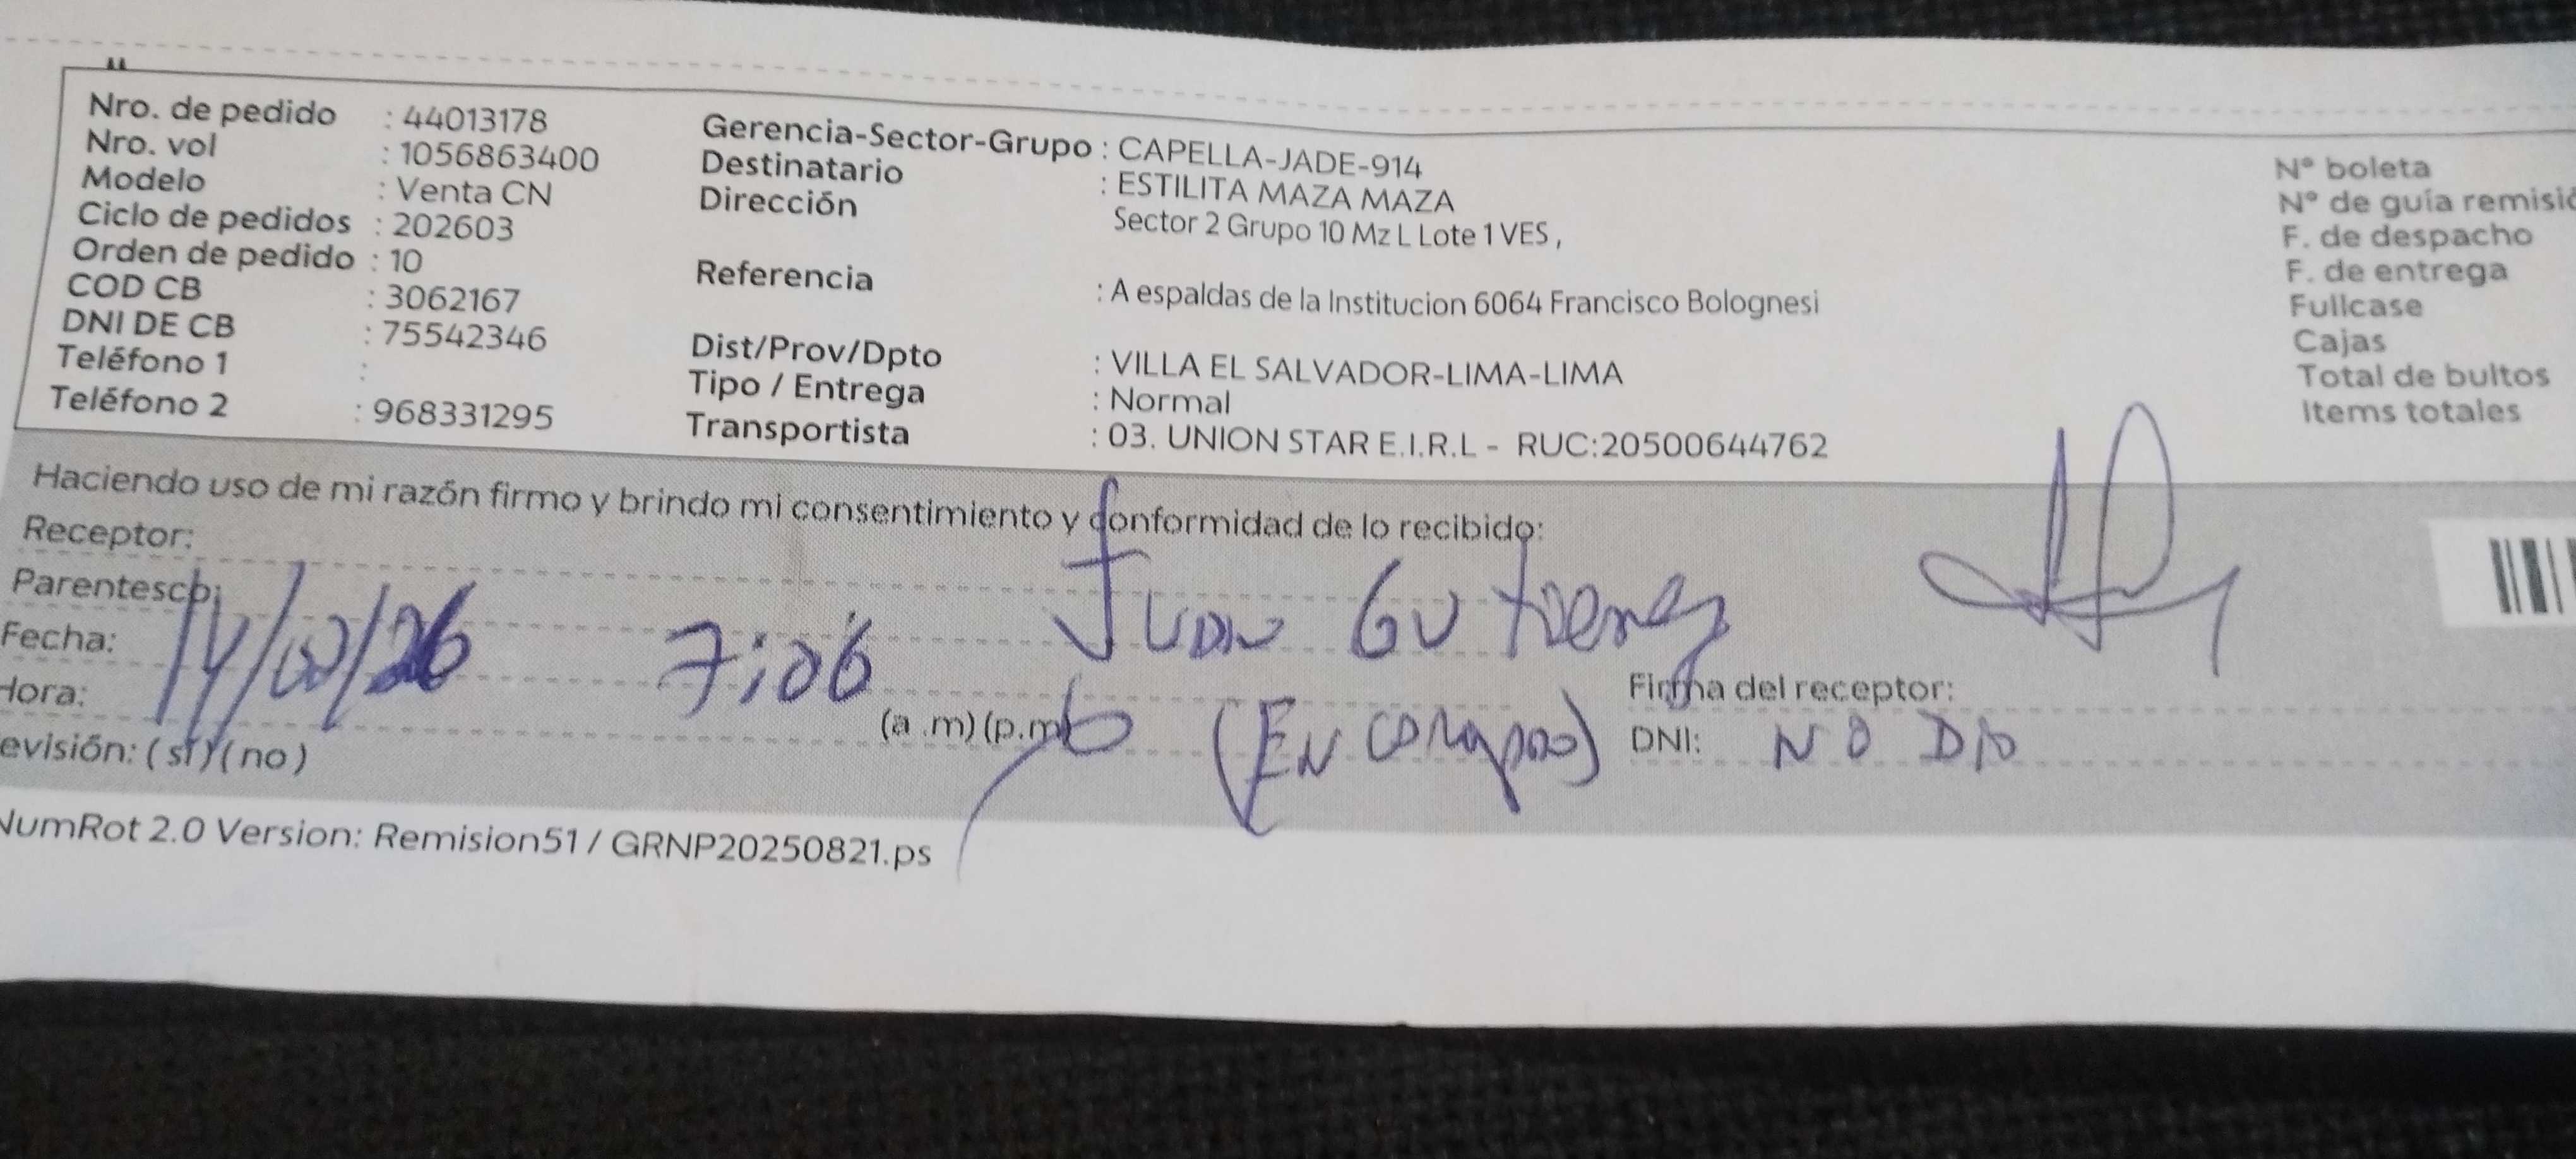 Nro. de pedido : 44013178
Nro. vol : 1056863400
Modelo : Venta CN
Ciclo de pedidos : 202603
Orden de pedido : 10
COD CB : 3062167
DNI DE CB : 75542346
Teléfono 1 :
Teléfono 2 : 968331295
Gerencia-Sector-Grupo : CAPELLA-JADE-914
Destinatario : ESTILITA MAZA MAZA
Dirección Sector 2 Grupo 10 Mz L Lote 1 VES ,
Referencia : A espaldas de la Institucion 6064 Francisco Bolognesi
Dist/Prov/Dpto : VILLA EL SALVADOR-LIMA-LIMA
Tipo / Entrega : Normal
Transportista : 03. UNION STAR E.I.R.L - RUC:20500644762
N° boleta
N° de guía remisió
F. de despacho
F. de entrega
Fullcase
Cajas
Total de bultos
Items totales
Haciendo uso de mi razón firmo y brindo mi consentimiento y conformidad de lo recibido:
Receptor:
Parentesco:
Juan Gutierrez
Fecha:
7:06
Hora: (a .m) (p.m)
Firma del receptor:
DNI: NO DIO
evisión: ( sí ) ( no )
NumRot 2.0 Version: Remision51 / GRNP20250821.ps